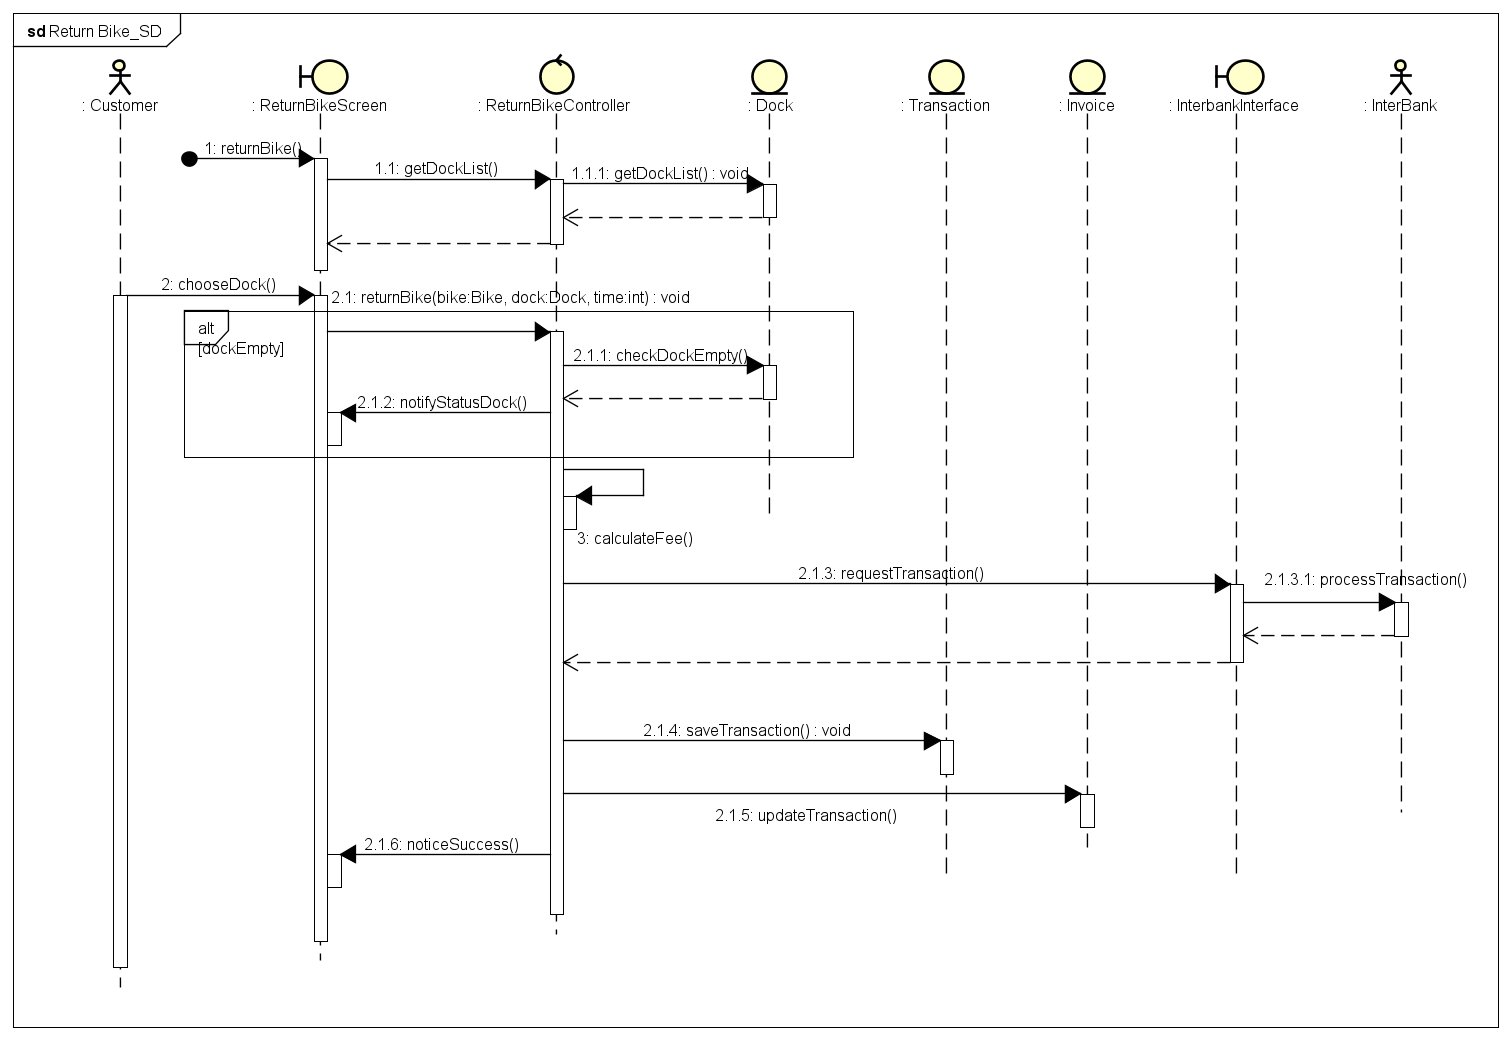 sd Return Bike_SD
: Customer
: ReturnBikeScreen
: ReturnBikeController
: Dock
: Transaction
: Invoice
: InterbankInterface
: InterBank
1: returnBike()
1.1: getDockList()
1.1.1: getDockList() : void
2: chooseDock()
2.1: returnBike(bike:Bike, dock:Dock, time:int) : void
alt
[dockEmpty]
2.1.1: checkDockEmpty()
2.1.2: notifyStatusDock()
3: calculateFee()
2.1.3: requestTransaction()
2.1.3.1: processTransaction()
2.1.4: saveTransaction() : void
2.1.5: updateTransaction()
2.1.6: noticeSuccess()